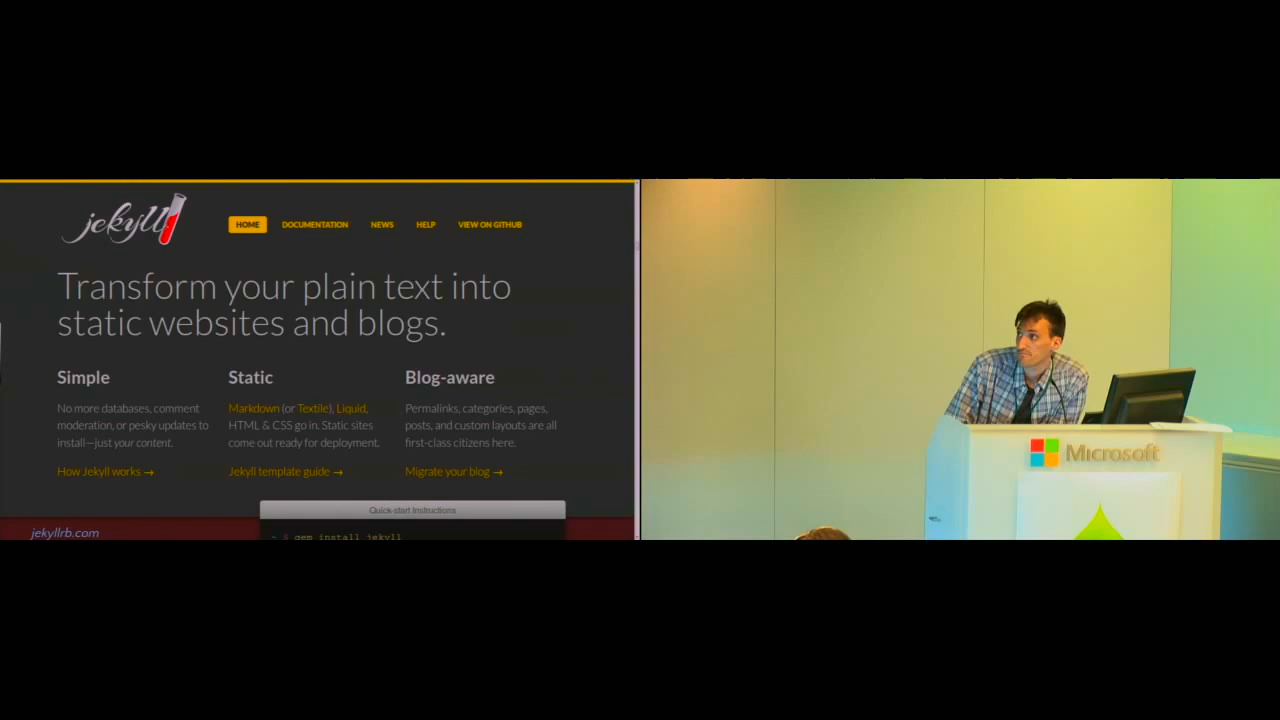 jekyll
HOME DOCUMENTATION NEWS HELP VIEW ON GITHUB
Transform your plain text into
static websites and blogs.
Simple
No more databases, comment
moderation, or pesky updates to
install—just your content.
How Jekyll works →
Static
Markdown (or Textile), Liquid,
HTML & CSS go in. Static sites
come out ready for deployment.
Jekyll template guide →
Blog-aware
Permalinks, categories, pages,
posts, and custom layouts are all
first-class citizens here.
Migrate your blog →
Quick-start Instructions
~ $ gem install jekyll
jekyllrb.com
Microsoft